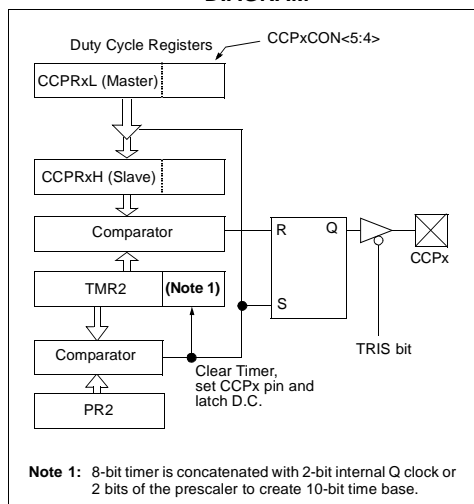 Duty Cycle Registers
CCPxCON<5:4>
CCPRxL (Master)
CCPRxH (Slave)
Comparator
R
Q
CCPx
TMR2
(Note 1)
S
TRIS bit
Comparator
Clear Timer,
set CCPx pin and
latch D.C.
PR2
Note 1: 8-bit timer is concatenated with 2-bit internal Q clock or
2 bits of the prescaler to create 10-bit time base.